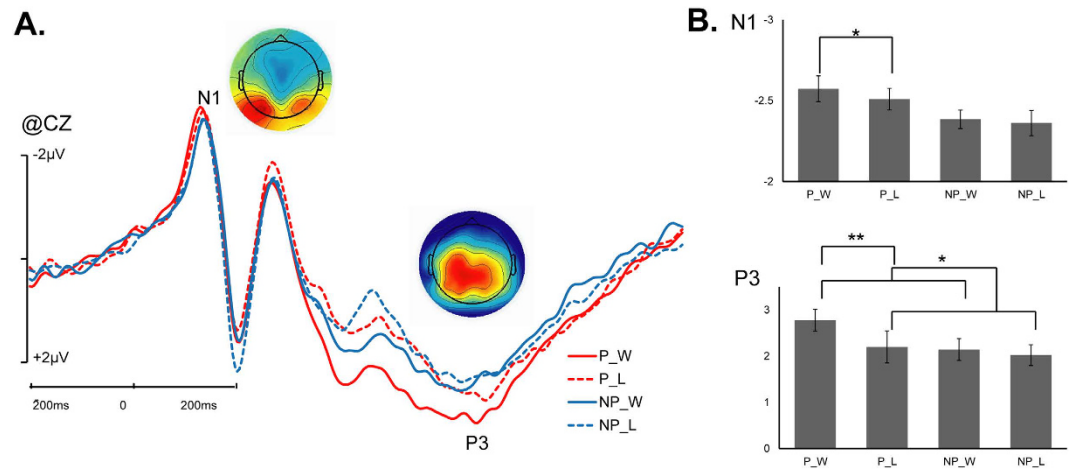 A.
N1
@CZ
-2µV
+2µV
200ms 0 200ms
P3
P_W
P_L
NP_W
NP_L
B.
N1
-3
-2.5
-2
*
P_W P_L NP_W NP_L
P3
**
*
3
2
1
0
P_W P_L NP_W NP_L